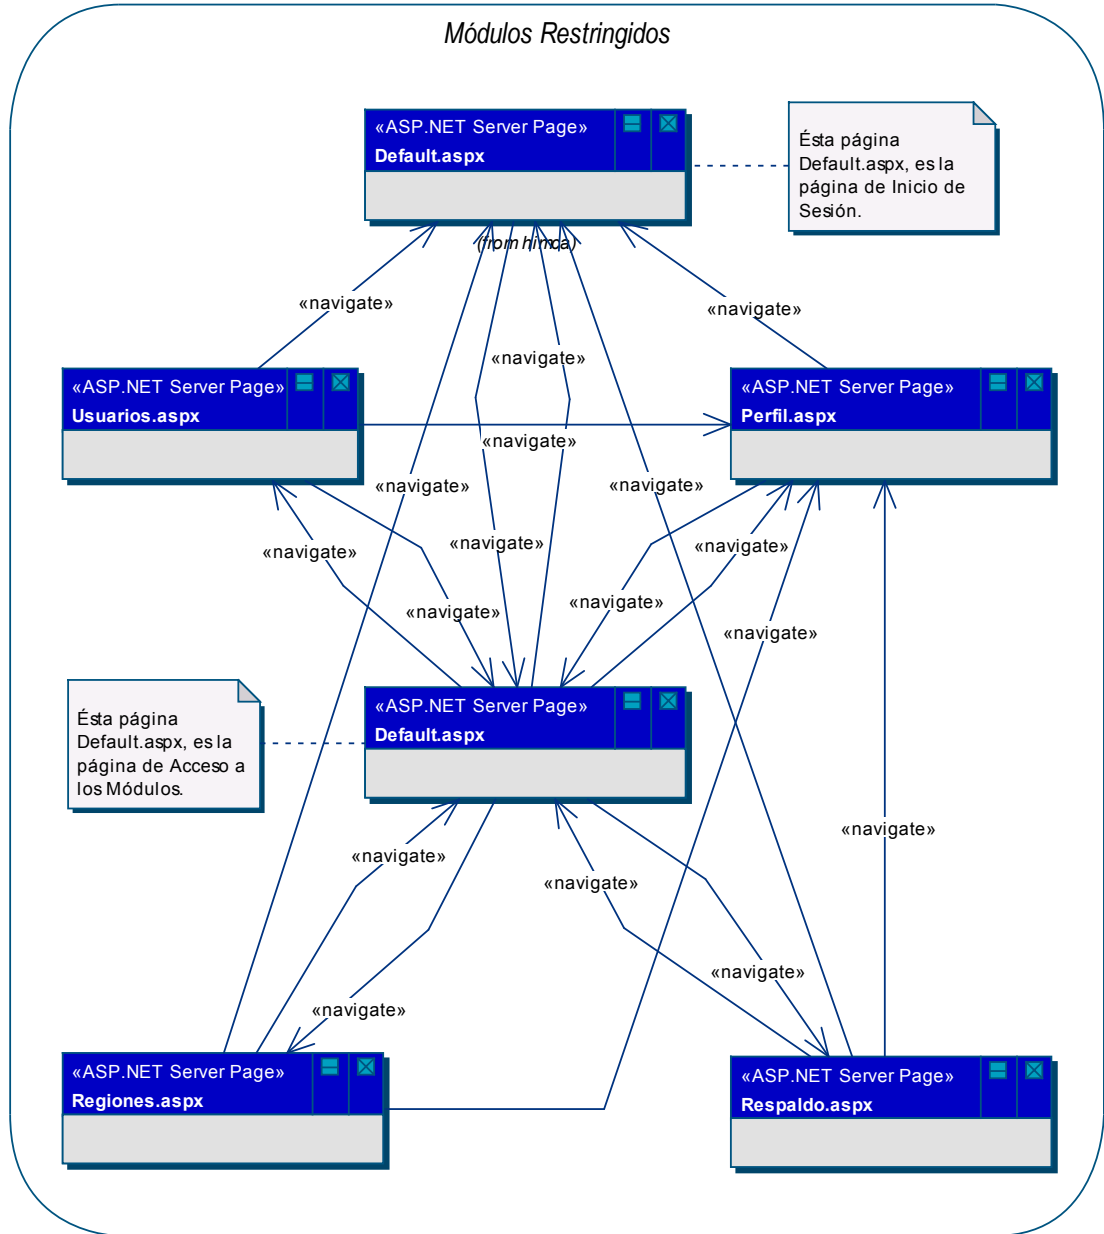 Módulos Restringidos
«ASP.NET Server Page»
Default.aspx
Ésta página
Default.aspx, es la
página de Inicio de
Sesión.
(from himca)
«navigate»
«navigate»
«navigate»
«ASP.NET Server Page»
Usuarios.aspx
«ASP.NET Server Page»
Perfil.aspx
«navigate»
«navigate»
«navigate»
«navigate»
«navigate»
«navigate»
«navigate»
«navigate»
«navigate»
Ésta página
Default.aspx, es la
página de Acceso a
los Módulos.
«ASP.NET Server Page»
Default.aspx
«navigate»
«navigate»
«navigate»
«navigate»
«navigate»
«ASP.NET Server Page»
Regiones.aspx
«ASP.NET Server Page»
Respaldo.aspx